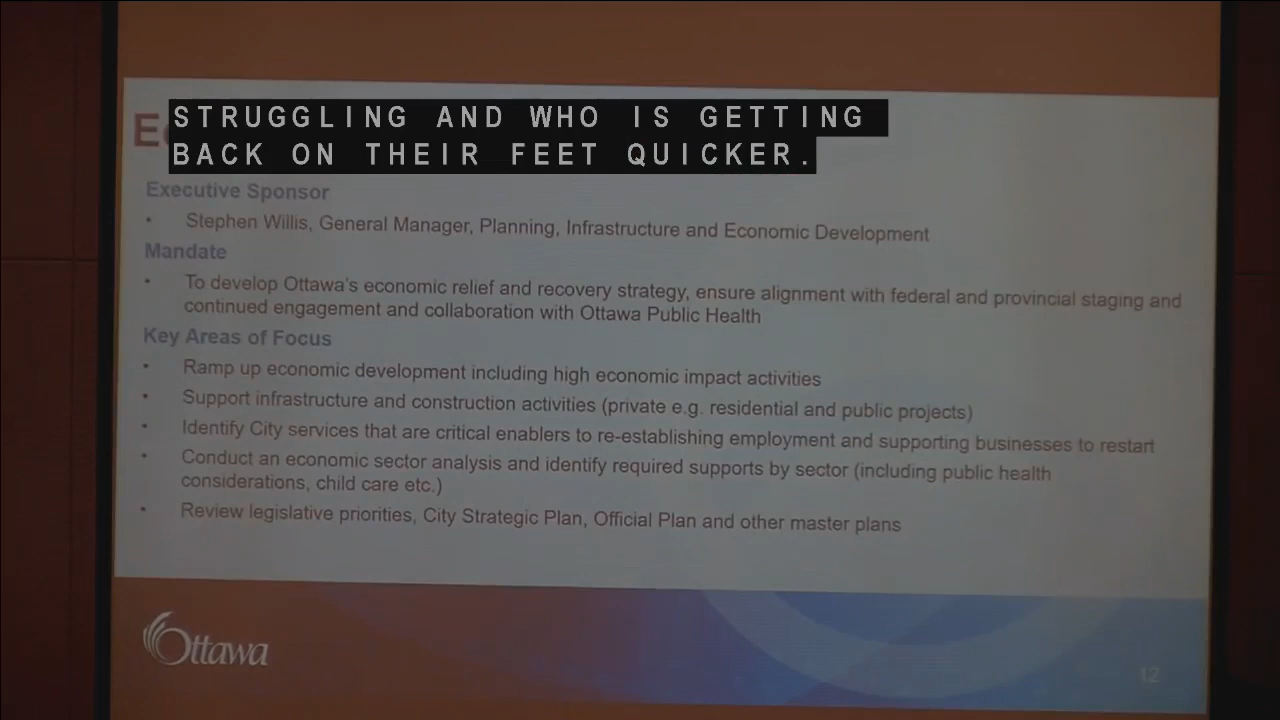 STRUGGLING AND WHO IS GETTING
BACK ON THEIR FEET QUICKER.
Executive Sponsor
• Stephen Willis, General Manager, Planning, Infrastructure and Economic Development
Mandate
• To develop Ottawa's economic relief and recovery strategy, ensure alignment with federal and provincial staging and
continued engagement and collaboration with Ottawa Public Health
Key Areas of Focus
• Ramp up economic development including high economic impact activities
• Support infrastructure and construction activities (private e.g. residential and public projects)
• Identify City services that are critical enablers to re-establishing employment and supporting businesses to restart
• Conduct an economic sector analysis and identify required supports by sector (including public health
considerations, child care etc.)
• Review legislative priorities, City Strategic Plan, Official Plan and other master plans
Ottawa
12